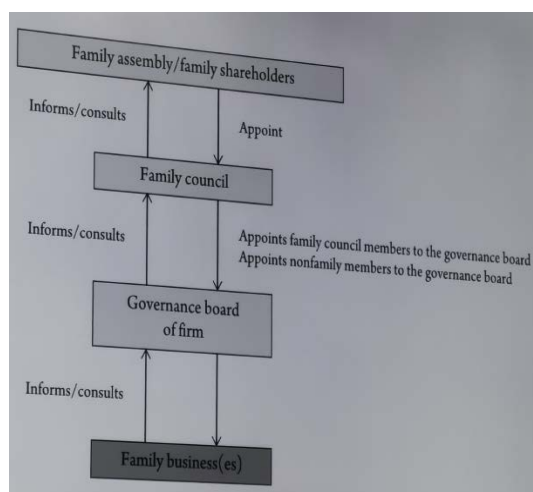 Family assembly/family shareholders
Informs/consults
Appoint
Family council
Informs/consults
Appoints family council members to the governance board
Appoints nonfamily members to the governance board
Governance board
of firm
Informs/consults
Family business(es)